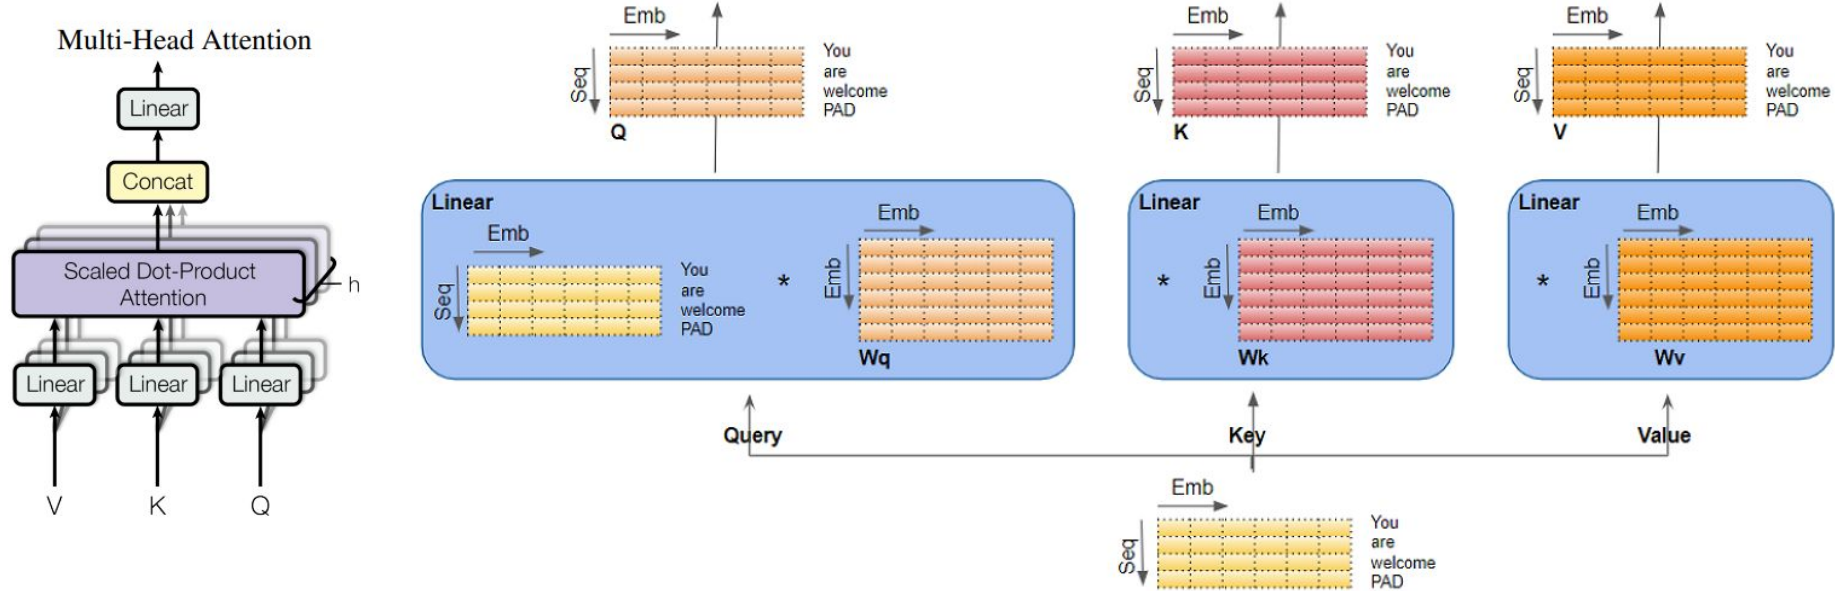 Multi-Head Attention
Linear
Concat
Scaled Dot-Product
Attention
h
Linear
Linear
Linear
V
K
Q
Emb
Seq
You
are
welcome
PAD
Q
Emb
Seq
You
are
welcome
PAD
K
Emb
Seq
You
are
welcome
PAD
V
Linear
Emb
Seq
You
are
welcome
PAD
*
Emb
Emb
Wq
Linear
*
Emb
Emb
Wk
Linear
*
Emb
Emb
Wv
Query
Key
Value
Emb
Seq
You
are
welcome
PAD